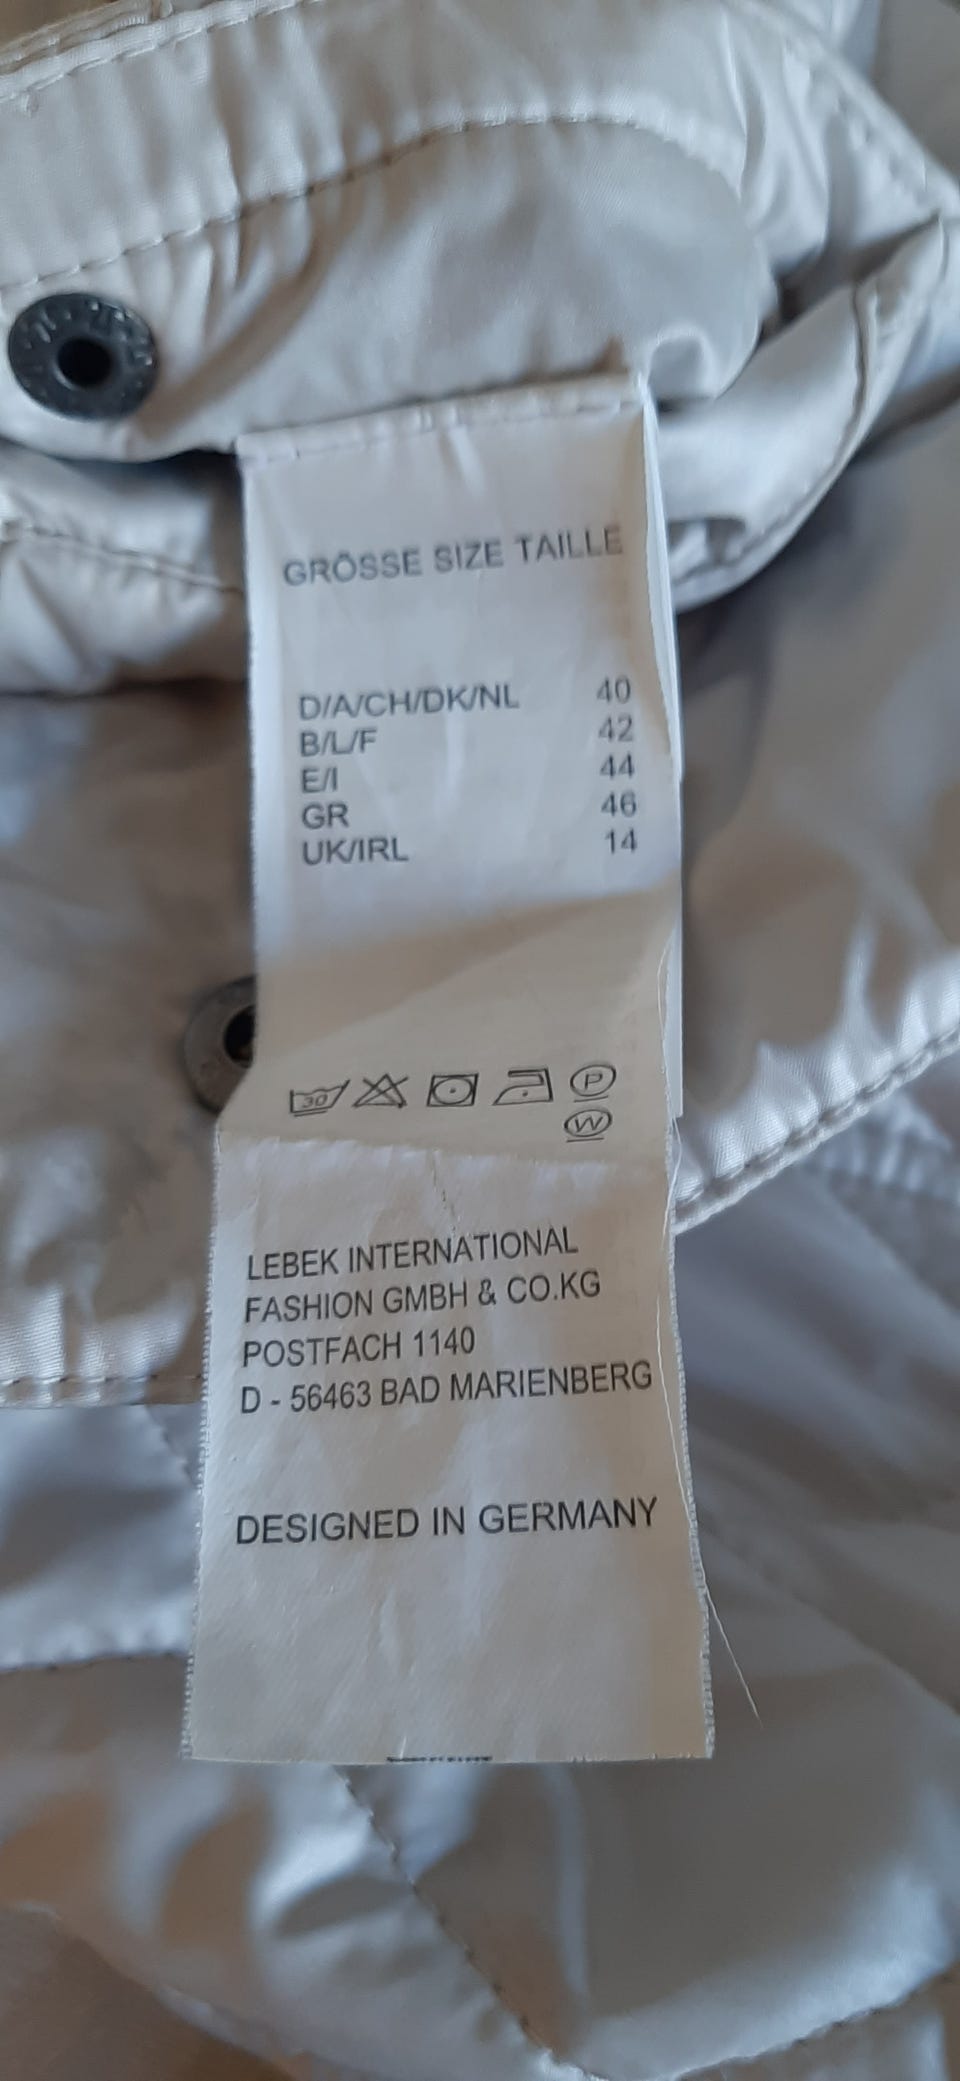 GRÖSSE SIZE TAILLE
D/A/CH/DK/NL 40
B/L/F 42
E/I 44
GR 46
UK/IRL 14
30
P
W
LEBEK INTERNATIONAL
FASHION GMBH & CO.KG
POSTFACH 1140
D - 56463 BAD MARIENBERG
DESIGNED IN GERMANY